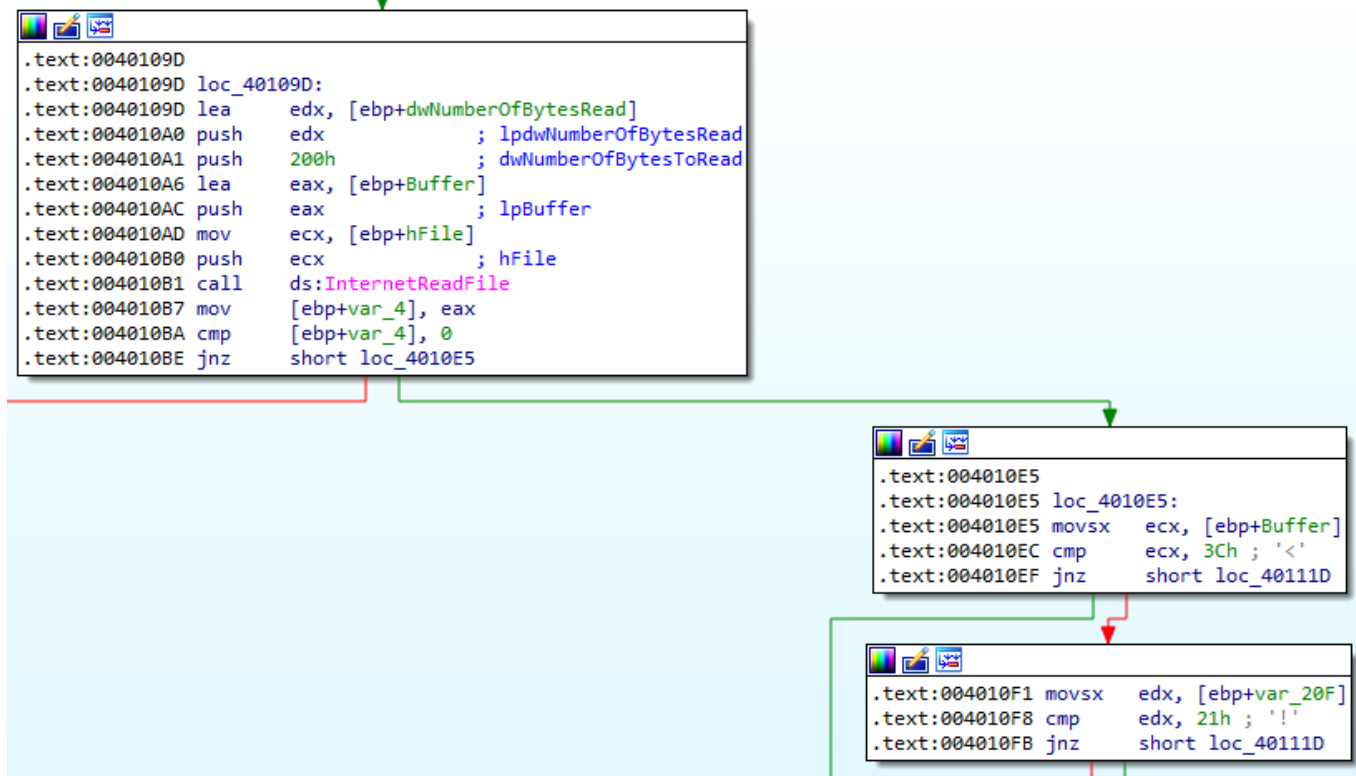 .text:0040109D
.text:0040109D loc_40109D:
.text:0040109D lea     edx, [ebp+dwNumberOfBytesRead]
.text:004010A0 push    edx             ; lpdwNumberOfBytesRead
.text:004010A1 push    200h            ; dwNumberOfBytesToRead
.text:004010A6 lea     eax, [ebp+Buffer]
.text:004010AC push    eax             ; lpBuffer
.text:004010AD mov     ecx, [ebp+hFile]
.text:004010B0 push    ecx             ; hFile
.text:004010B1 call    ds:InternetReadFile
.text:004010B7 mov     [ebp+var_4], eax
.text:004010BA cmp     [ebp+var_4], 0
.text:004010BE jnz     short loc_4010E5
.text:004010E5
.text:004010E5 loc_4010E5:
.text:004010E5 movsx   ecx, [ebp+Buffer]
.text:004010EC cmp     ecx, 3Ch ; '<'
.text:004010EF jnz     short loc_40111D
.text:004010F1 movsx   edx, [ebp+var_20F]
.text:004010F8 cmp     edx, 21h ; '!'
.text:004010FB jnz     short loc_40111D